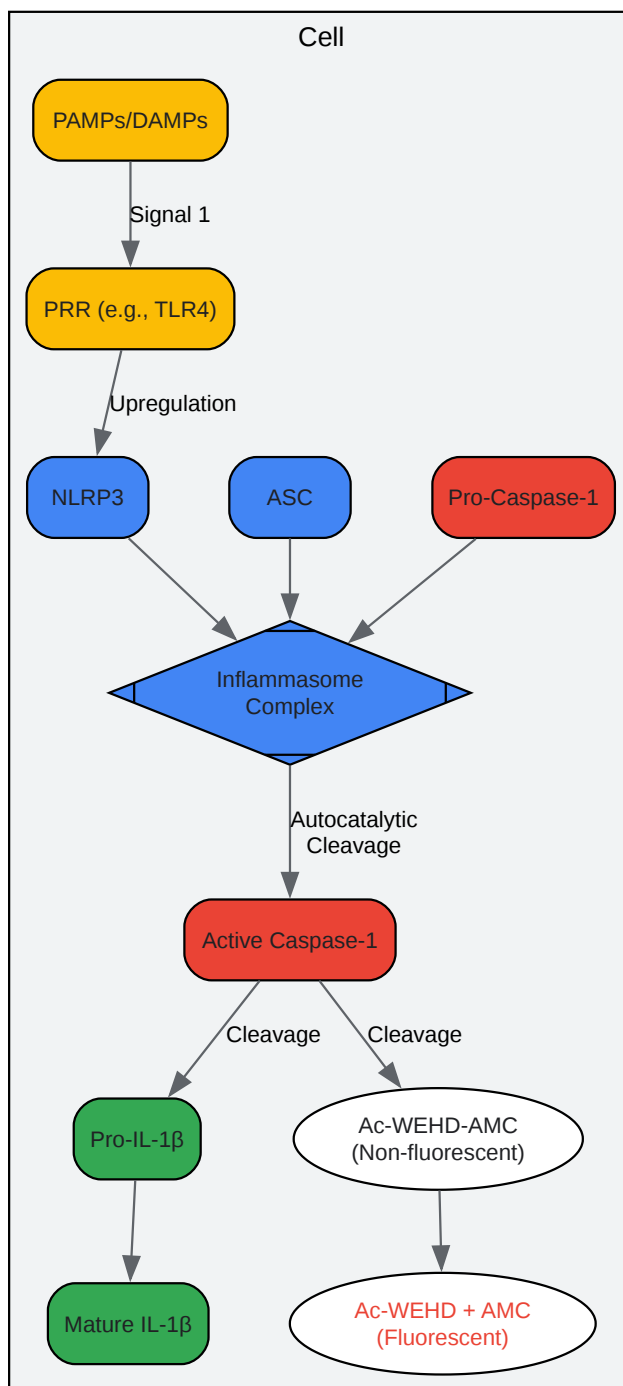 Cell
PAMPs/DAMPs
Signal 1
PRR (e.g., TLR4)
Upregulation
NLRP3
ASC
Pro-Caspase-1
Inflammasome
Complex
Autocatalytic
Cleavage
Active Caspase-1
Cleavage
Cleavage
Pro-IL-1β
Ac-WEHD-AMC
(Non-fluorescent)
Mature IL-1β
Ac-WEHD + AMC
(Fluorescent)